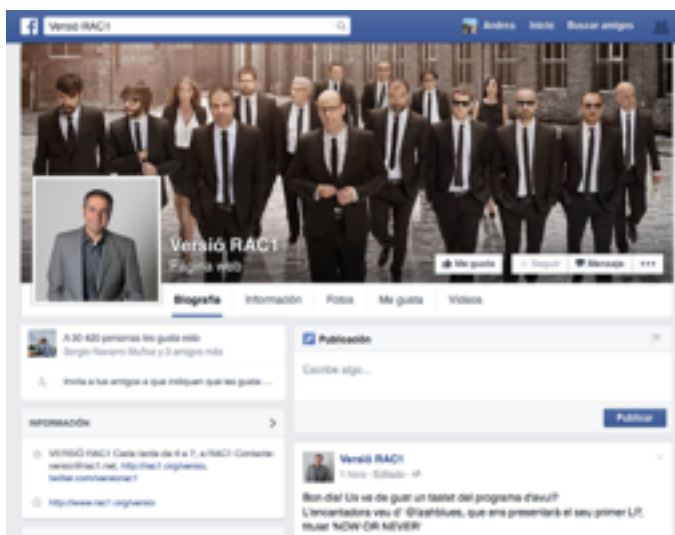 Versió RAC1
Andrea Inicio Buscar amigos
Versió RAC1
Página web
Me gusta Seguir Mensaje
Biografía Información Fotos Me gusta Vídeos
A 30 420 personas les gusta esto
Sergio Navarro Muñoz y 3 amigos más
Invita a tus amigos a que indiquen que les gusta...
Publicación
Escribe algo...
Publicar
INFORMACIÓN
VERSIÓ RAC1 Cada tarda de 4 a 7, a RAC1 Contacte:
versio@rac1.net, http://rac1.org/versio,
twitter.com/versiorac1
http://www.rac1.org/versio
Versió RAC1
1 hora · Editado ·
Bon dia! Us ve de gust un tastet del programa d'avui?
L'encantadora veu d' @lashblues, que ens presentarà el seu primer LP,
titulat 'NOW OR NEVER'